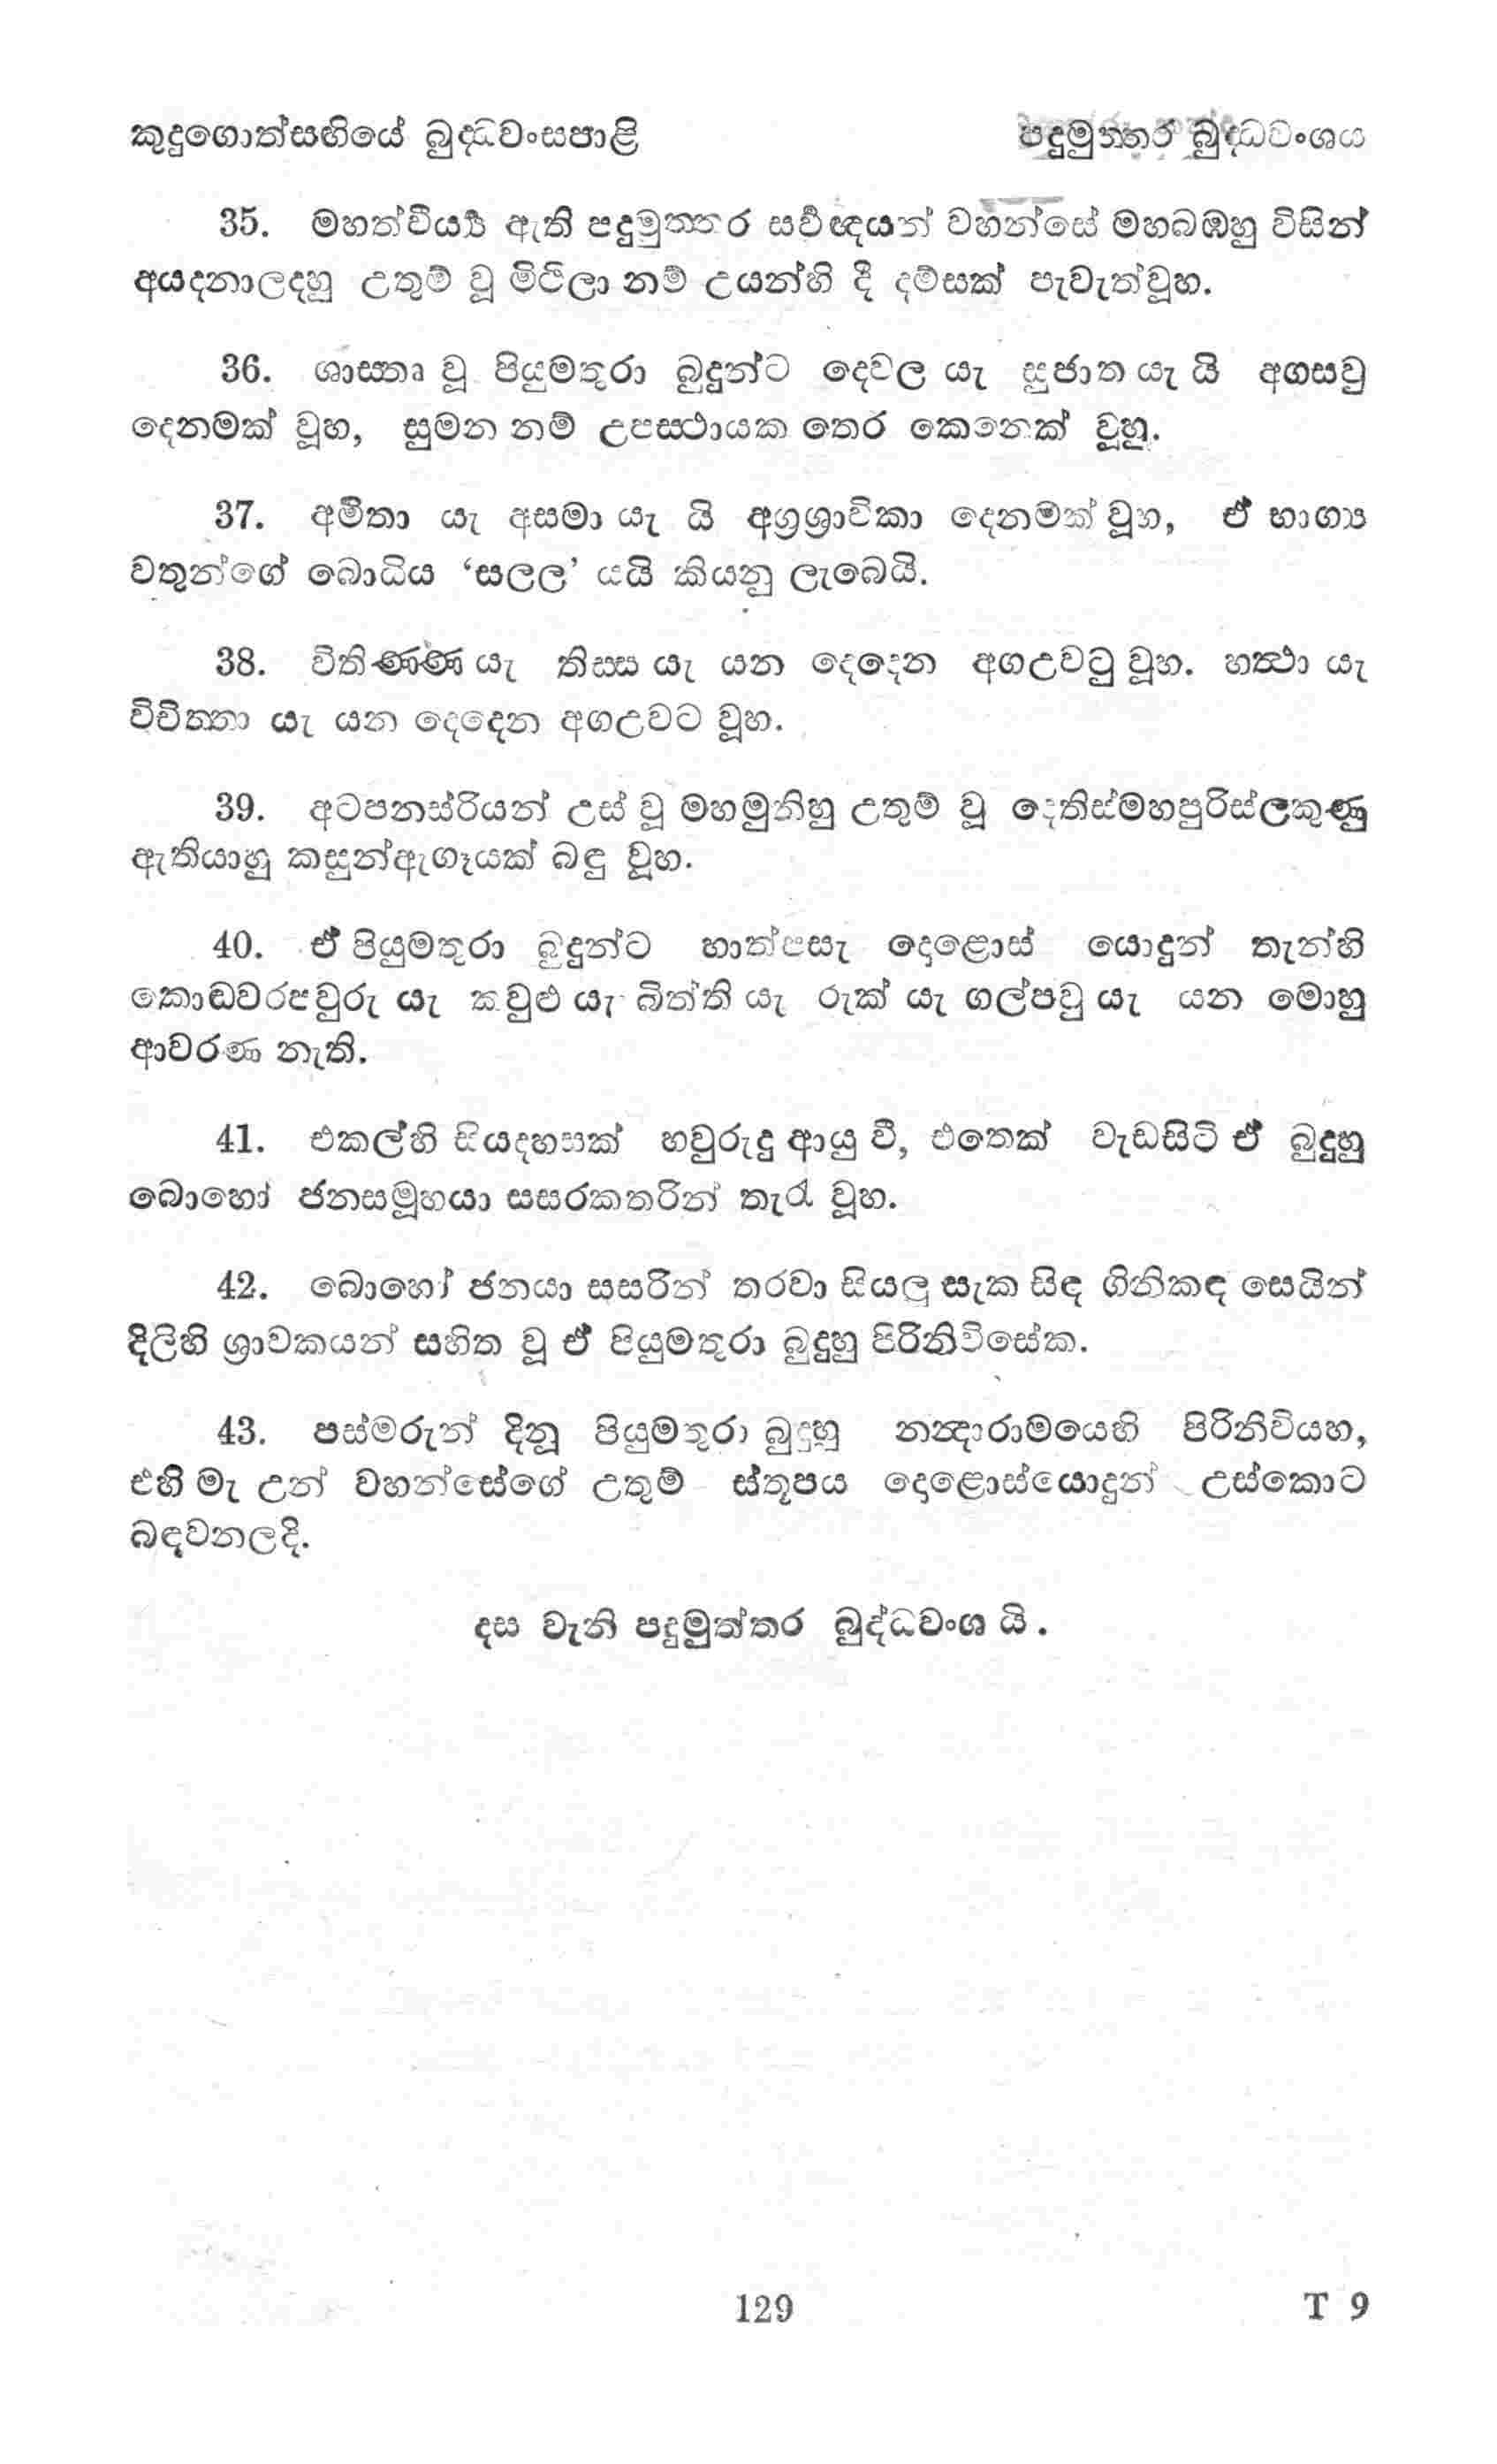 කුදුගොත්සඟියේ බුද්ධවංසපාළි
පදුමුත්තර බුද්ධවංශය
35. මහත්වීර්ය්‍ය ඇති පදුමුත්තර සර්වඥයන් වහන්සේ මහබඹහු විසින්
අයදනාලදහු උතුම් වූ මිථිලා නම් උයන්හි දී දම්සක් පැවැත්වූහ.
36. ශාස්තෘ වූ පියුමතුරා බුදුන්ට දෙවල යැ සුජාත යැ යි අගසවු
දෙනමක් වූහ, සුමන නම් උපස්ථායක තෙර කෙනෙක් වූහු.
37. අමිතා යැ අසමා යැ යි අග්‍රශ්‍රාවිකා දෙනමක් වූහ, ඒ භාග්‍ය
වතුන්ගේ බොධිය ‘සලල’ යයි කියනු ලැබෙයි.
38. විතිණ්ණ යැ තිස්ස යැ යන දෙදෙන අගඋවටු වූහ. හත්ථා යැ
විචිත්තා යැ යන දෙදෙන අගඋවට වූහ.
39. අටපනස්රියන් උස් වූ මහමුනිහු උතුම් වූ දෙතිස්මහපුරිස්ලකුණු
ඇතියාහු කසුන්ඇගෑයක් බඳු වූහ.
40. ඒ පියුමතුරා බුදුන්ට හාත්පසැ දෙළොස් යොදුන් තැන්හි
කොඬවරපවුරු යැ කවුළු යැ බිත්ති යැ රුක් යැ ගල්පවු යැ යන මොහු
ආවරණ නැති.
41. එකල්හි සියදහසක් හවුරුදු ආයු වී, එතෙක් වැඩසිටි ඒ බුදුහු
බොහෝ ජනසමූහයා සසරකතරින් තැරැ වූහ.
42. බොහෝ ජනයා සසරින් තරවා සියලු සැක සිඳ ගිනිකඳ සෙයින්
දිලිහි ශ්‍රාවකයන් සහිත වූ ඒ පියුමතුරා බුදුහු පිරිනිවිසේක.
43. පස්මරුන් දිනූ පියුමතුරා බුදුහු නන්දාරාමයෙහි පිරිනිවියහ,
එහි මැ උන් වහන්සේගේ උතුම් ස්තූපය දෙළොස්යොදුන් උස්කොට
බඳවනලදි.
දස වැනි පදුමුත්තර බුද්ධවංශ යි.
129
T 9